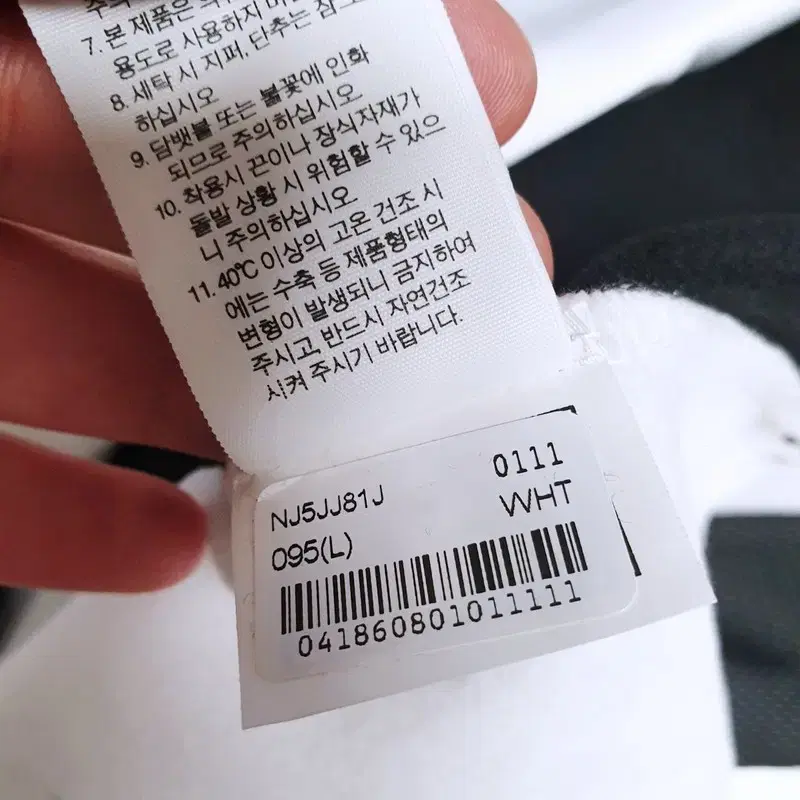 7. 본 제품은
용도로 사용하지
8. 세탁 시 지퍼, 단추는 잠
하십시오
9. 담뱃불 또는 불꽃에 인화
되므로 주의하십시오
10. 착용시 끈이나 장식자재가
돌발 상황 시 위험할 수 있으
니 주의하십시오
11. 40℃ 이상의 고온 건조 시
에는 수축 등 제품형태의
변형이 발생되니 금지하여
주시고, 반드시 자연건조
시켜 주시기 바랍니다.
0111
NJ5JJ81J WHT
095(L)
041860801011111